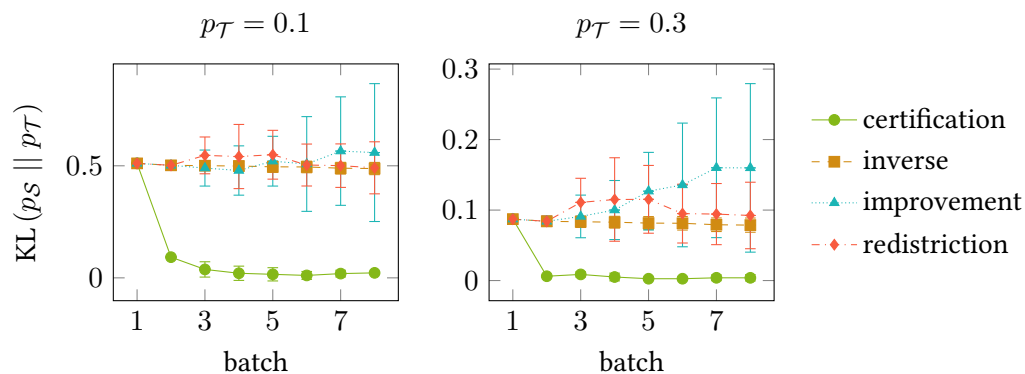 p_𝒯 = 0.1
p_𝒯 = 0.3
KL (p_𝒮 || p_𝒯)
0.5
0
1 3 5 7
batch
0.3
0.2
0.1
0
1 3 5 7
batch
certification
inverse
improvement
redistriction